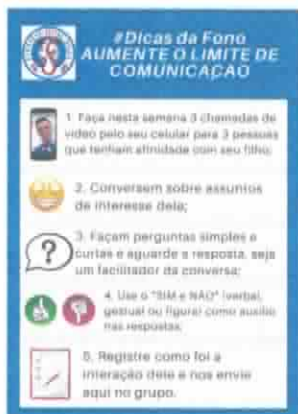 #Dicas da Fono
AUMENTE O LIMITE DE
COMUNICAÇÃO
1. Faça nesta semana 3 chamadas de
vídeo pelo seu celular para 3 pessoas
que tenham afinidade com seu filho;
2. Conversem sobre assuntos
de interesse dela;
3. Façam perguntas simples e
curtas e aguarde a resposta, seja
um facilitador da conversa;
4. Use o "SIM e NÃO" (verbal,
gestual ou figura) como auxílio
nas respostas;
5. Registre como foi a
interação dele e nos envie
aqui no grupo.